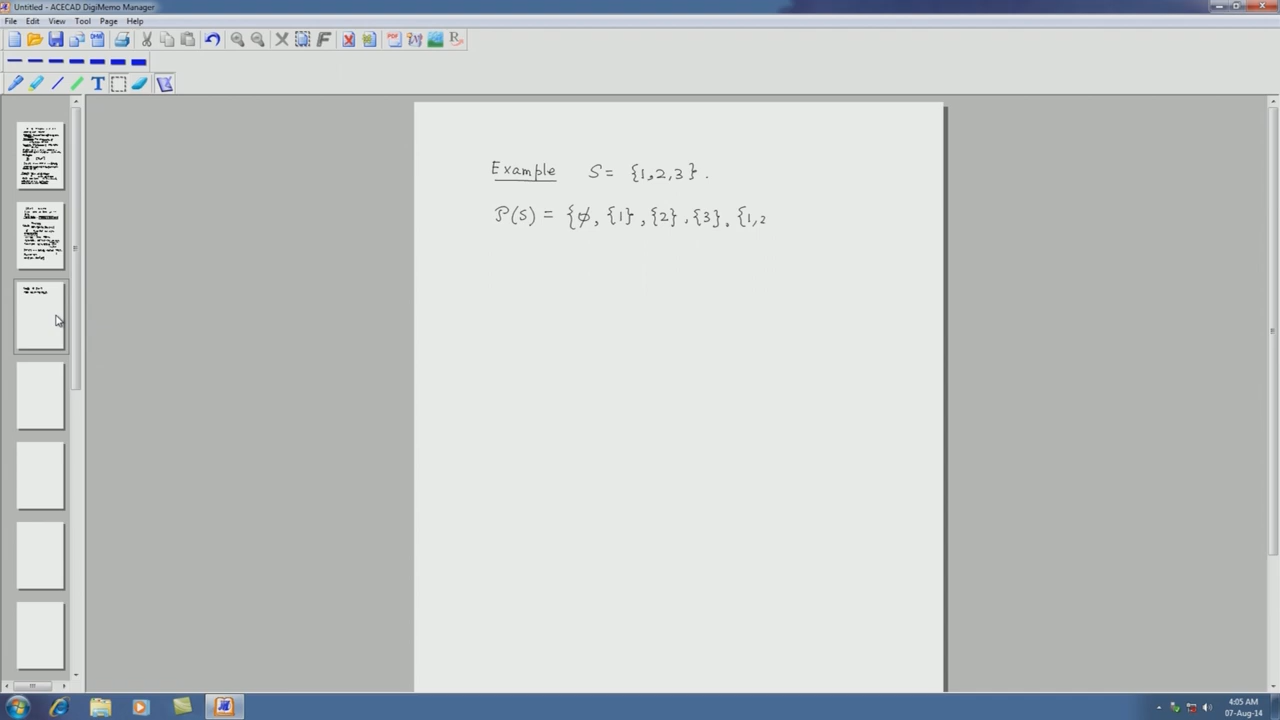 Untitled - ACECAD DigiMemo Manager
File Edit View Tool Page Help
Example S = {1,2,3}.
P(S) = {φ, {1}, {2}, {3}, {1,2
4:05 AM
07-Aug-14